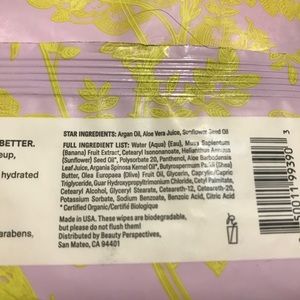 STAR INGREDIENTS: Argan Oil, Aloe Vera Juice, Sunflower Seed Oil
BETTER.
FULL INGREDIENT LIST: Water (Aqua) (Eau), Musa Sapientum
eup,
(Banana) Fruit Extract, Cetearyl Isononanoate, Helianthus Annuus
(Sunflower) Seed Oil*, Polysorbate 20, Panthenol, Aloe Barbadensis
hydrated
Leaf Juice*, Argania Spinosa Kernel Oil*, Butyrospermum Parkii (Shea)
Butter, Olea Europaea (Olive) Fruit Oil, Glycerin, Caprylic/Capric
Triglyceride, Guar Hydroxypropyltrimonium Chloride, Cetyl Palmitate,
Cetearyl Alcohol, Glyceryl Stearate, Ceteareth-12, Ceteareth-20,
Potassium Sorbate, Sodium Benzoate, Benzoic Acid, Citric Acid
* Certified Organic/Certifié Biologique
Made in USA. These wipes are biodegradable,
but please do not flush them!
arabens,
Distributed by Beauty Perspectives,
San Mateo, CA 94401
50011 99390 3